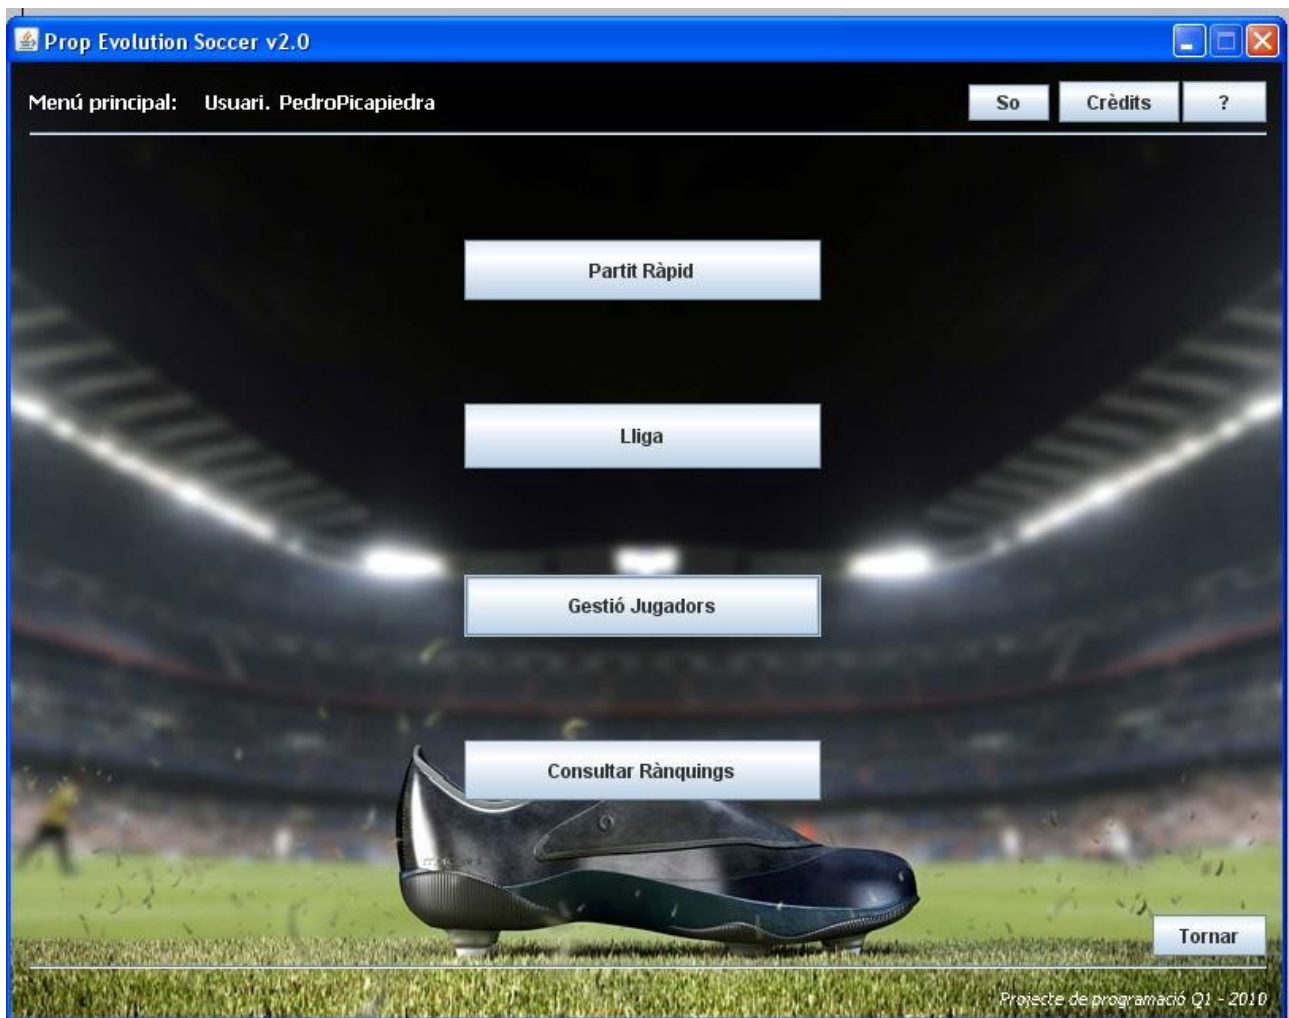 Prop Evolution Soccer v2.0
Menú principal: Usuari. PedroPicapiedra
So Crèdits ?
Partit Ràpid
Lliga
Gestió Jugadors
Consultar Rànquings
Tornar
Projecte de programació Q1 - 2010